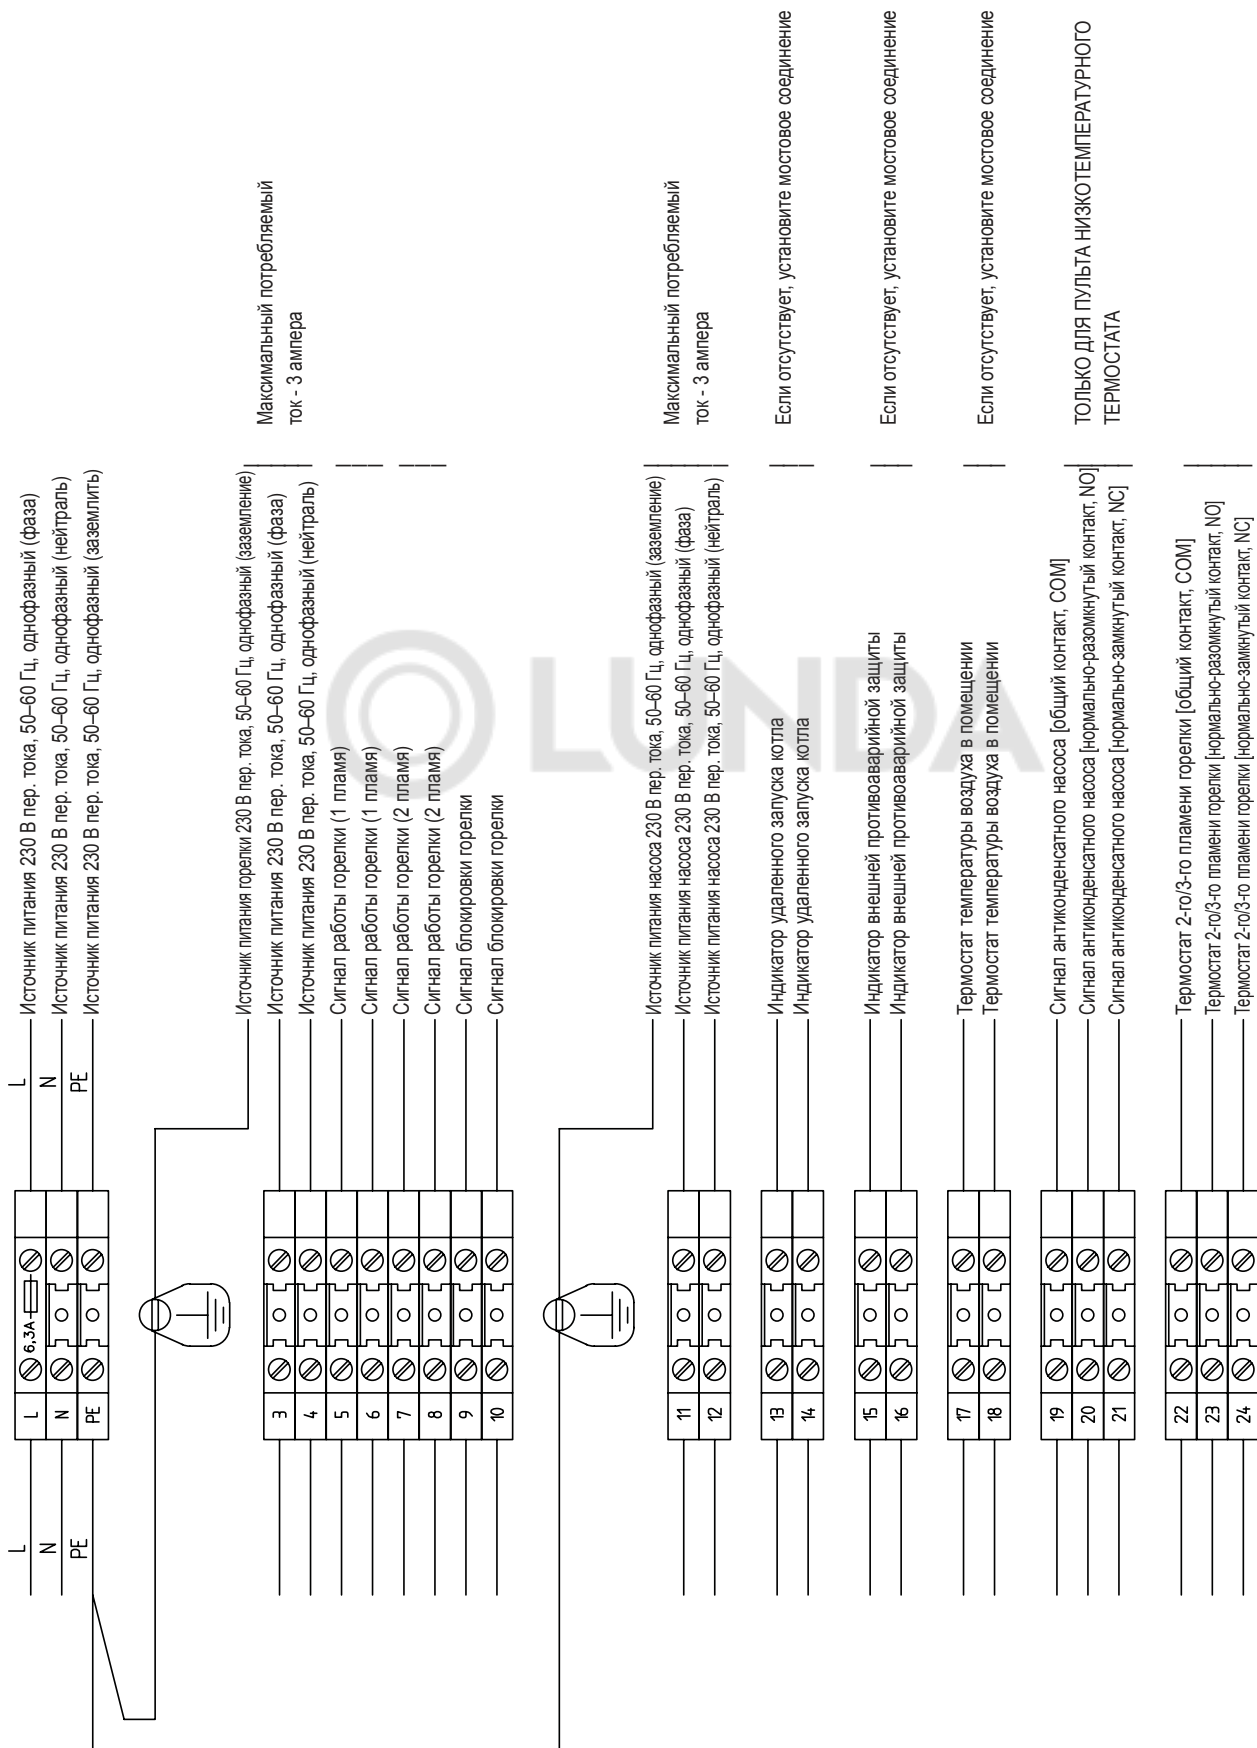 L
Источник питания 230 В пер. тока, 50–60 Гц, однофазный (фаза)
N
Источник питания 230 В пер. тока, 50–60 Гц, однофазный (нейтраль)
PE
Источник питания 230 В пер. тока, 50–60 Гц, однофазный (заземлить)
L
L
6,3A
N
N
PE
PE
Источник питания горелки 230 В пер. тока, 50–60 Гц, однофазный (заземление)
Максимальный потребляемый
ток - 3 ампера
3
Источник питания 230 В пер. тока, 50–60 Гц, однофазный (фаза)
4
Источник питания 230 В пер. тока, 50–60 Гц, однофазный (нейтраль)
5
Сигнал работы горелки (1 пламя)
6
Сигнал работы горелки (1 пламя)
7
Сигнал работы горелки (2 пламя)
8
Сигнал работы горелки (2 пламя)
9
Сигнал блокировки горелки
10
Сигнал блокировки горелки
Источник питания насоса 230 В пер. тока, 50–60 Гц, однофазный (заземление)
Максимальный потребляемый
ток - 3 ампера
11
Источник питания насоса 230 В пер. тока, 50–60 Гц, однофазный (фаза)
12
Источник питания насоса 230 В пер. тока, 50–60 Гц, однофазный (нейтраль)
13
Индикатор удаленного запуска котла
Если отсутствует, установите мостовое соединение
14
Индикатор удаленного запуска котла
15
Индикатор внешней противоаварийной защиты
Если отсутствует, установите мостовое соединение
16
Индикатор внешней противоаварийной защиты
17
Термостат температуры воздуха в помещении
Если отсутствует, установите мостовое соединение
18
Термостат температуры воздуха в помещении
19
Сигнал антиконденсатного насоса [общий контакт, COM]
ТОЛЬКО ДЛЯ ПУЛЬТА НИЗКОТЕМПЕРАТУРНОГО
ТЕРМОСТАТА
20
Сигнал антиконденсатного насоса [нормально-разомкнутый контакт, NO]
21
Сигнал антиконденсатного насоса [нормально-замкнутый контакт, NC]
22
Термостат 2-го/3-го пламени горелки [общий контакт, COM]
23
Термостат 2-го/3-го пламени горелки [нормально-разомкнутый контакт, NO]
24
Термостат 2-го/3-го пламени горелки [нормально-замкнутый контакт, NC]
LUNDA